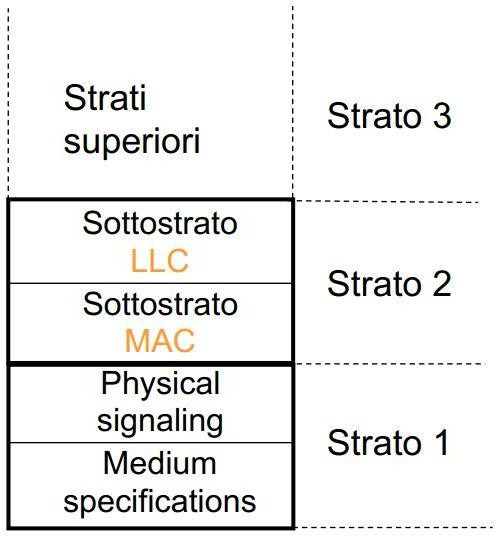 Strati
superiori
Strato 3
Sottostrato
LLC
Sottostrato
MAC
Strato 2
Physical
signaling
Medium
specifications
Strato 1